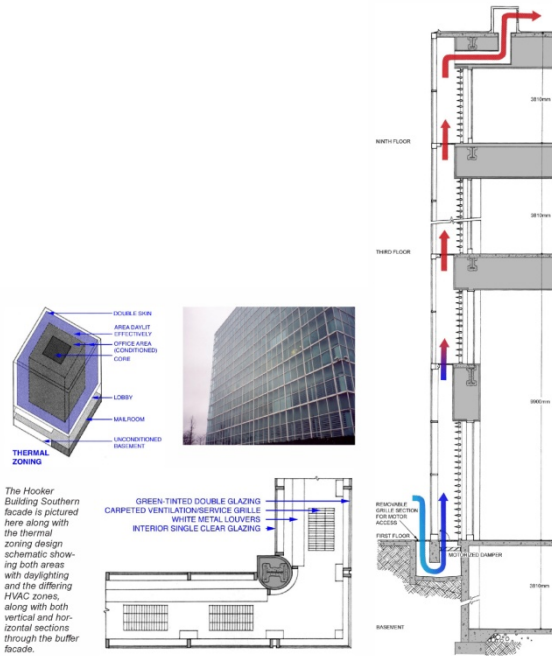 DOUBLE SKIN
AREA DAYLIT
EFFECTIVELY
OFFICE AREA
(CONDITIONED)
CORE
LOBBY
MAILROOM
UNCONDITIONED
BASEMENT
THERMAL
ZONING
The Hooker
Building Southern
facade is pictured
here along with
the thermal
zoning design
schematic show-
ing both areas
with daylighting
and the differing
HVAC zones,
along with both
vertical and hor-
izontal sections
through the buffer
facade.
GREEN-TINTED DOUBLE GLAZING
CARPETED VENTILATION/SERVICE GRILLE
WHITE METAL LOUVERS
INTERIOR SINGLE CLEAR GLAZING
2810mm
NINTH FLOOR
3810mm
THIRD FLOOR
REMOVABLE
GRILLE SECTION
FOR MOTOR
ACCESS
FIRST FLOOR
MOTORIZED DAMPER
BASEMENT